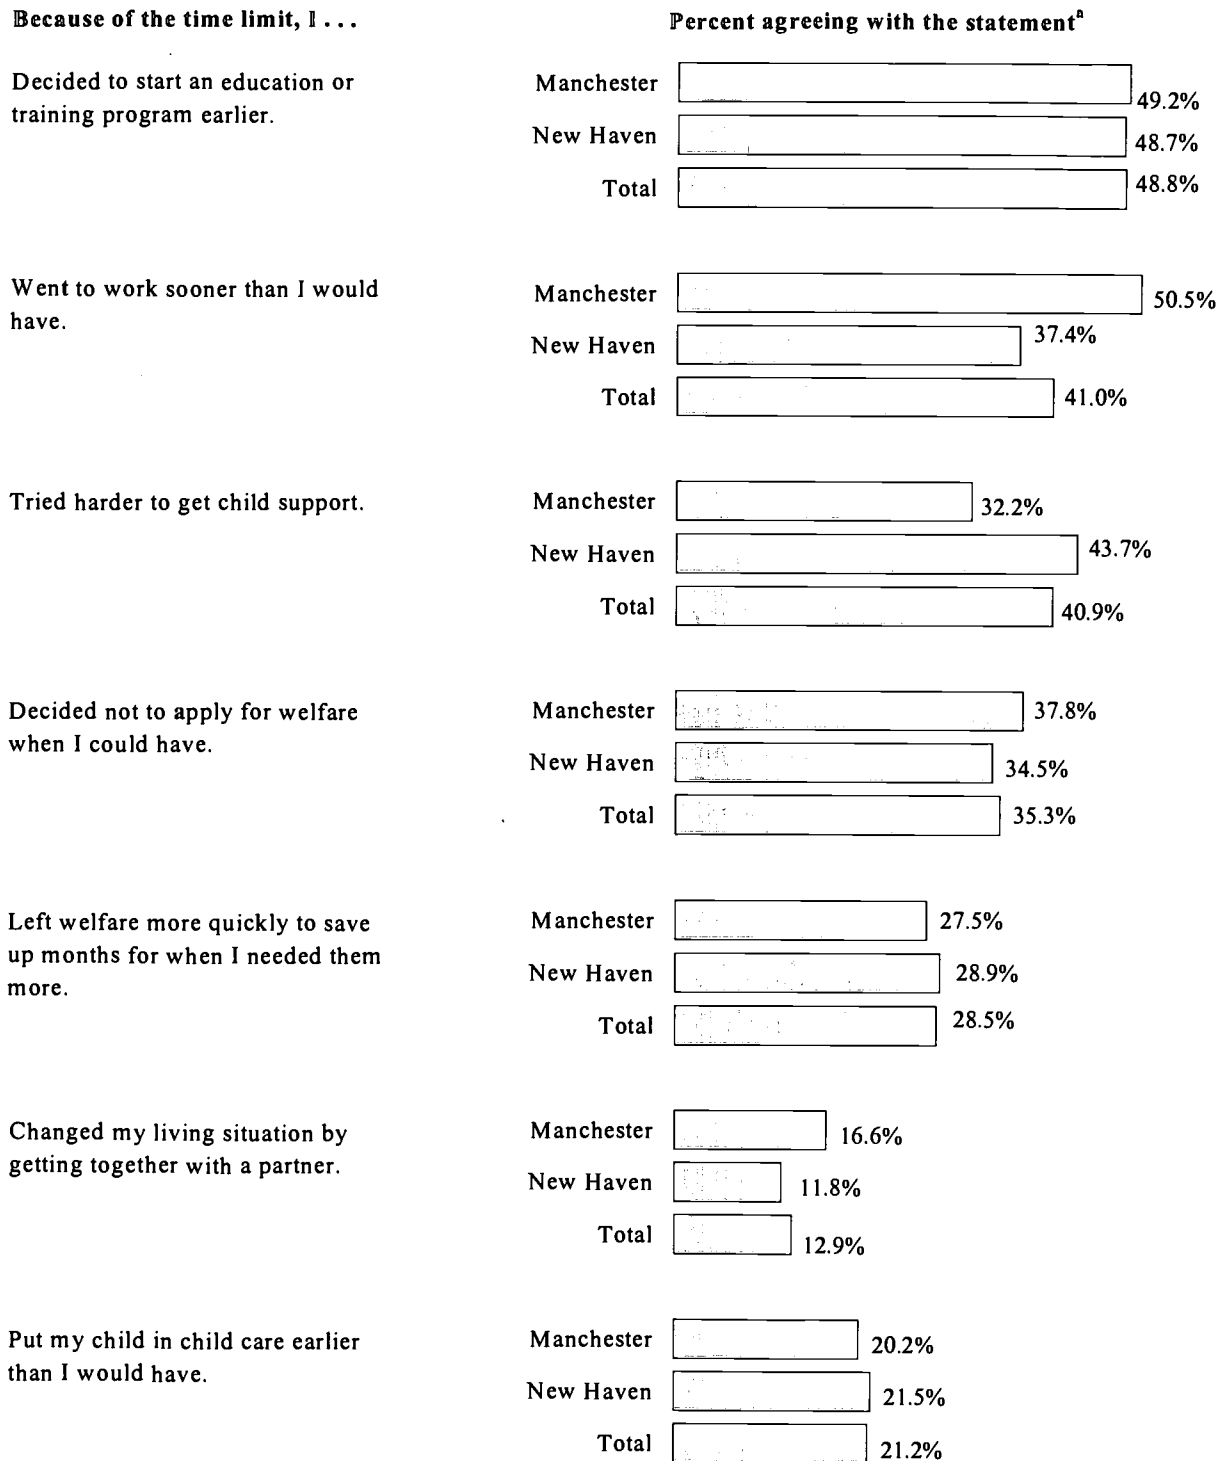 Because of the time limit, I . . .
Percent agreeing with the statementᵃ
Decided to start an education or
training program earlier.
Manchester 49.2%
New Haven 48.7%
Total 48.8%
Went to work sooner than I would
have.
Manchester 50.5%
New Haven 37.4%
Total 41.0%
Tried harder to get child support.
Manchester 32.2%
New Haven 43.7%
Total 40.9%
Decided not to apply for welfare
when I could have.
Manchester 37.8%
New Haven 34.5%
Total 35.3%
Left welfare more quickly to save
up months for when I needed them
more.
Manchester 27.5%
New Haven 28.9%
Total 28.5%
Changed my living situation by
getting together with a partner.
Manchester 16.6%
New Haven 11.8%
Total 12.9%
Put my child in child care earlier
than I would have.
Manchester 20.2%
New Haven 21.5%
Total 21.2%